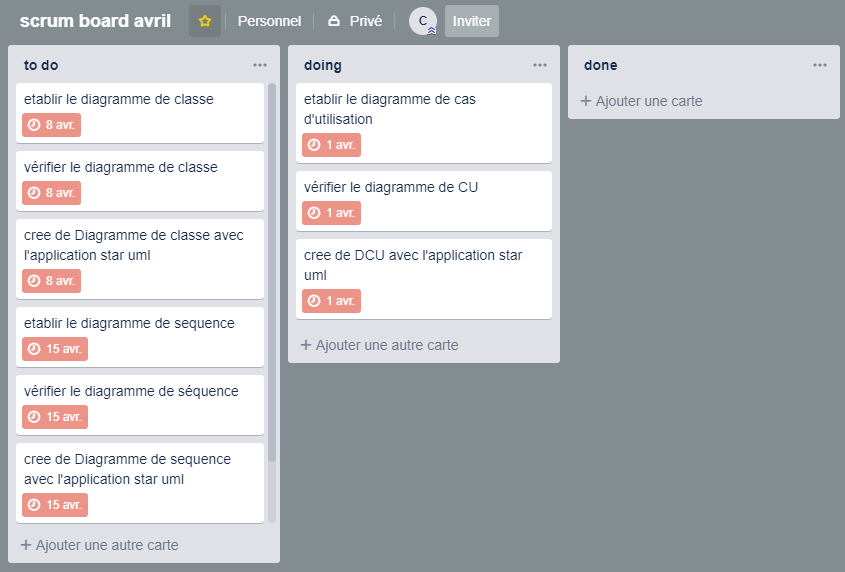 scrum board avril
Personnel
Privé
C
Inviter
to do
etablir le diagramme de classe
8 avr.
vérifier le diagramme de classe
8 avr.
cree de Diagramme de classe avec
l'application star uml
8 avr.
etablir le diagramme de sequence
15 avr.
vérifier le diagramme de séquence
15 avr.
cree de Diagramme de sequence
avec l'application star uml
15 avr.
+ Ajouter une autre carte
doing
etablir le diagramme de cas
d'utilisation
1 avr.
vérifier le diagramme de CU
1 avr.
cree de DCU avec l'application star
uml
1 avr.
+ Ajouter une autre carte
done
+ Ajouter une carte